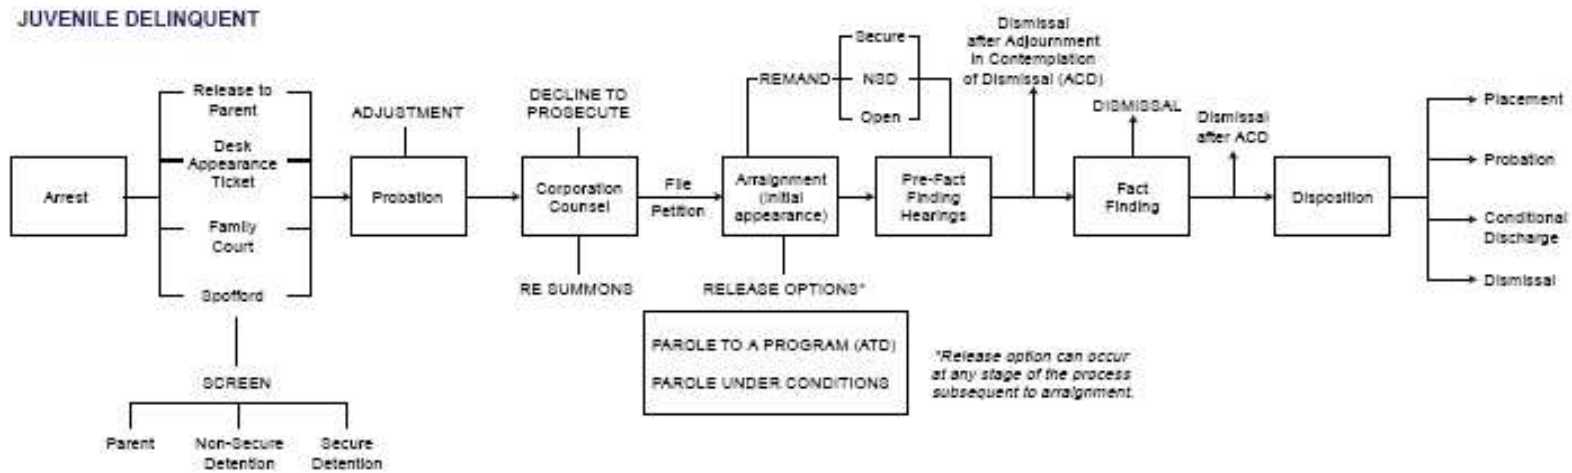 JUVENILE DELINQUENT
Arrest
Release to
Parent
Desk
Appearance
Ticket
Family
Court
Spofford
SCREEN
Parent
Non-Secure
Detention
Secure
Detention
ADJUSTMENT
Probation
DECLINE TO
PROSECUTE
Corporation
Counsel
RE SUMMONS
File
Petition
REMAND
Secure
NSD
Open
Arraignment
(initial
appearance)
RELEASE OPTIONS*
PAROLE TO A PROGRAM (ATD)
PAROLE UNDER CONDITIONS
*Release option can occur
at any stage of the process
subsequent to arraignment.
Pre-Fact
Finding
Hearings
Dismissal
after Adjournment
in Contemplation
of Dismissal (ACD)
DISMISSAL
Fact
Finding
Dismissal
after ACD
Disposition
Placement
Probation
Conditional
Discharge
Dismissal